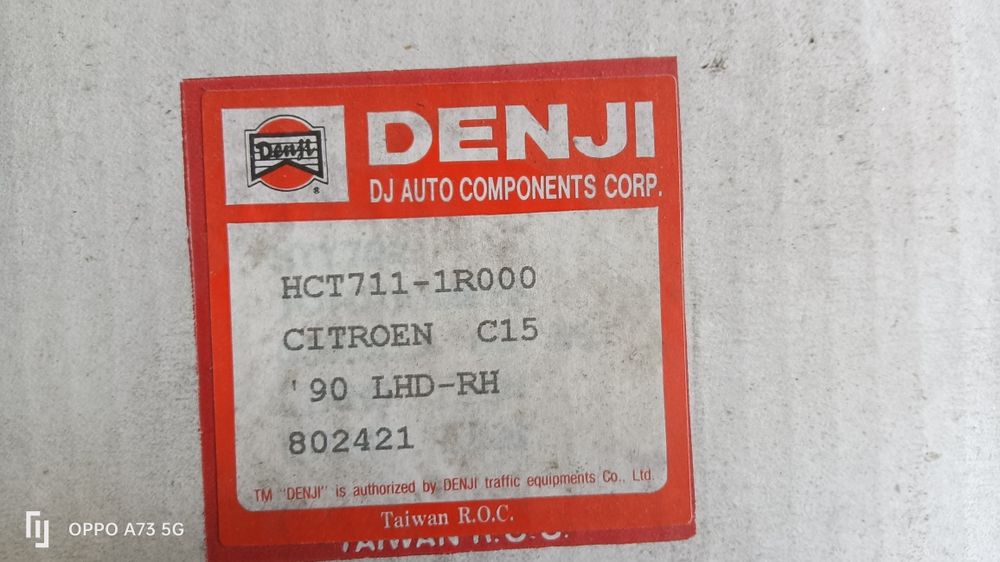 Denji
®
DENJI
DJ AUTO COMPONENTS CORP.
HCT711-1R000
CITROEN C15
'90 LHD-RH
802421
TM "DENJI" is authorized by DENJI traffic equipments Co., Ltd.
Taiwan R.O.C.
TAIWAN R.O.C.
OPPO A73 5G